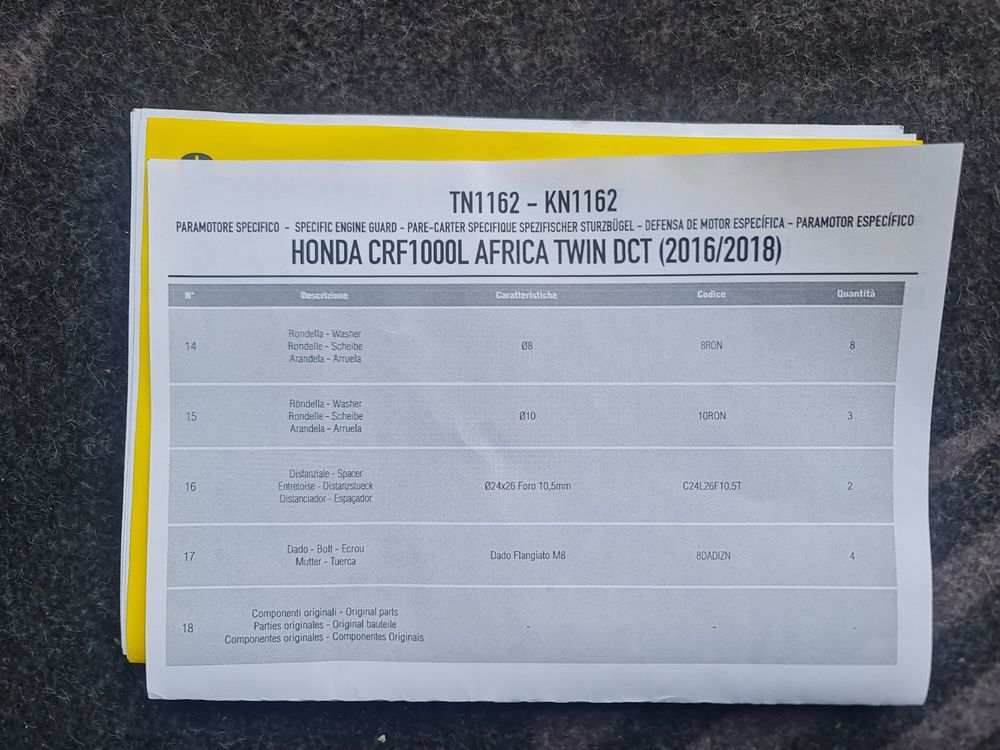 TN1162 - KN1162
PARAMOTORE SPECIFICO - SPECIFIC ENGINE GUARD - PARE-CARTER SPECIFIQUE SPEZIFISCHER STURZBÜGEL - DEFENSA DE MOTOR ESPECÍFICA - PARAMOTOR ESPECÍFICO
HONDA CRF1000L AFRICA TWIN DCT (2016/2018)
N° Descrizione Caratteristiche Codice Quantità
Rondella - Washer
14 Rondelle - Scheibe Ø8 8RON 8
Arandela - Arruela
Rondella - Washer
15 Rondelle - Scheibe Ø10 10RON 3
Arandela - Arruela
Distanziale - Spacer
16 Entretoise - Distanzstueck Ø24x26 Foro 10,5mm C24L26F10,5T 2
Distanciador - Espaçador
Dado - Bolt - Ecrou
17 Dado Flangiato M8 8DADIZN 4
Mutter - Tuerca
Componenti originali - Original parts
18 Parties originales - Original bauteile - - -
Componentes originales - Componentes Originais